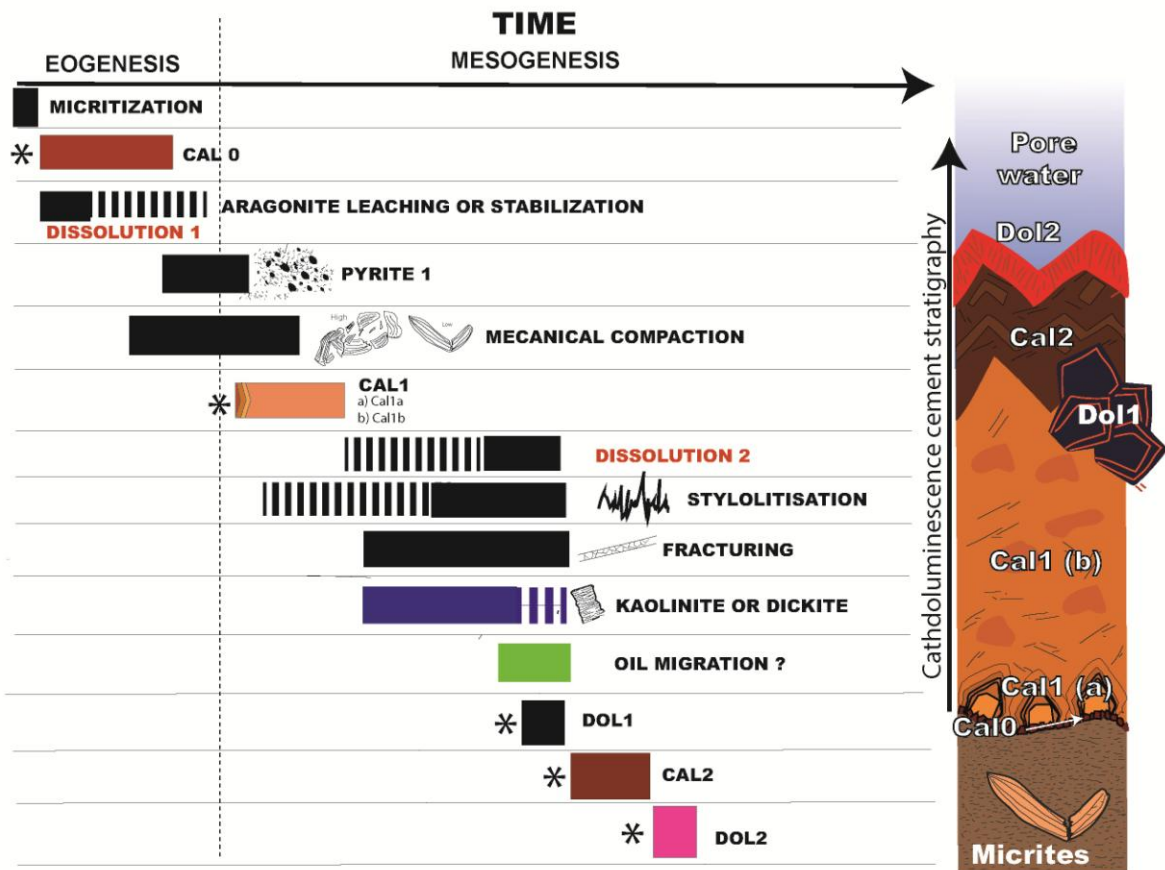 TIME
EOGENESIS
MESOGENESIS
MICRITIZATION
* CAL 0
ARAGONITE LEACHING OR STABILIZATION
DISSOLUTION 1
PYRITE 1
High
Low
MECANICAL COMPACTION
* CAL1
a) Cal1a
b) Cal1b
DISSOLUTION 2
STYLOLITISATION
FRACTURING
KAOLINITE OR DICKITE
OIL MIGRATION ?
* DOL1
* CAL2
* DOL2
Cathdoluminescence cement stratigraphy
Pore
water
Dol2
Cal2
Dol1
Cal1 (b)
Cal1 (a)
Cal0
Micrites